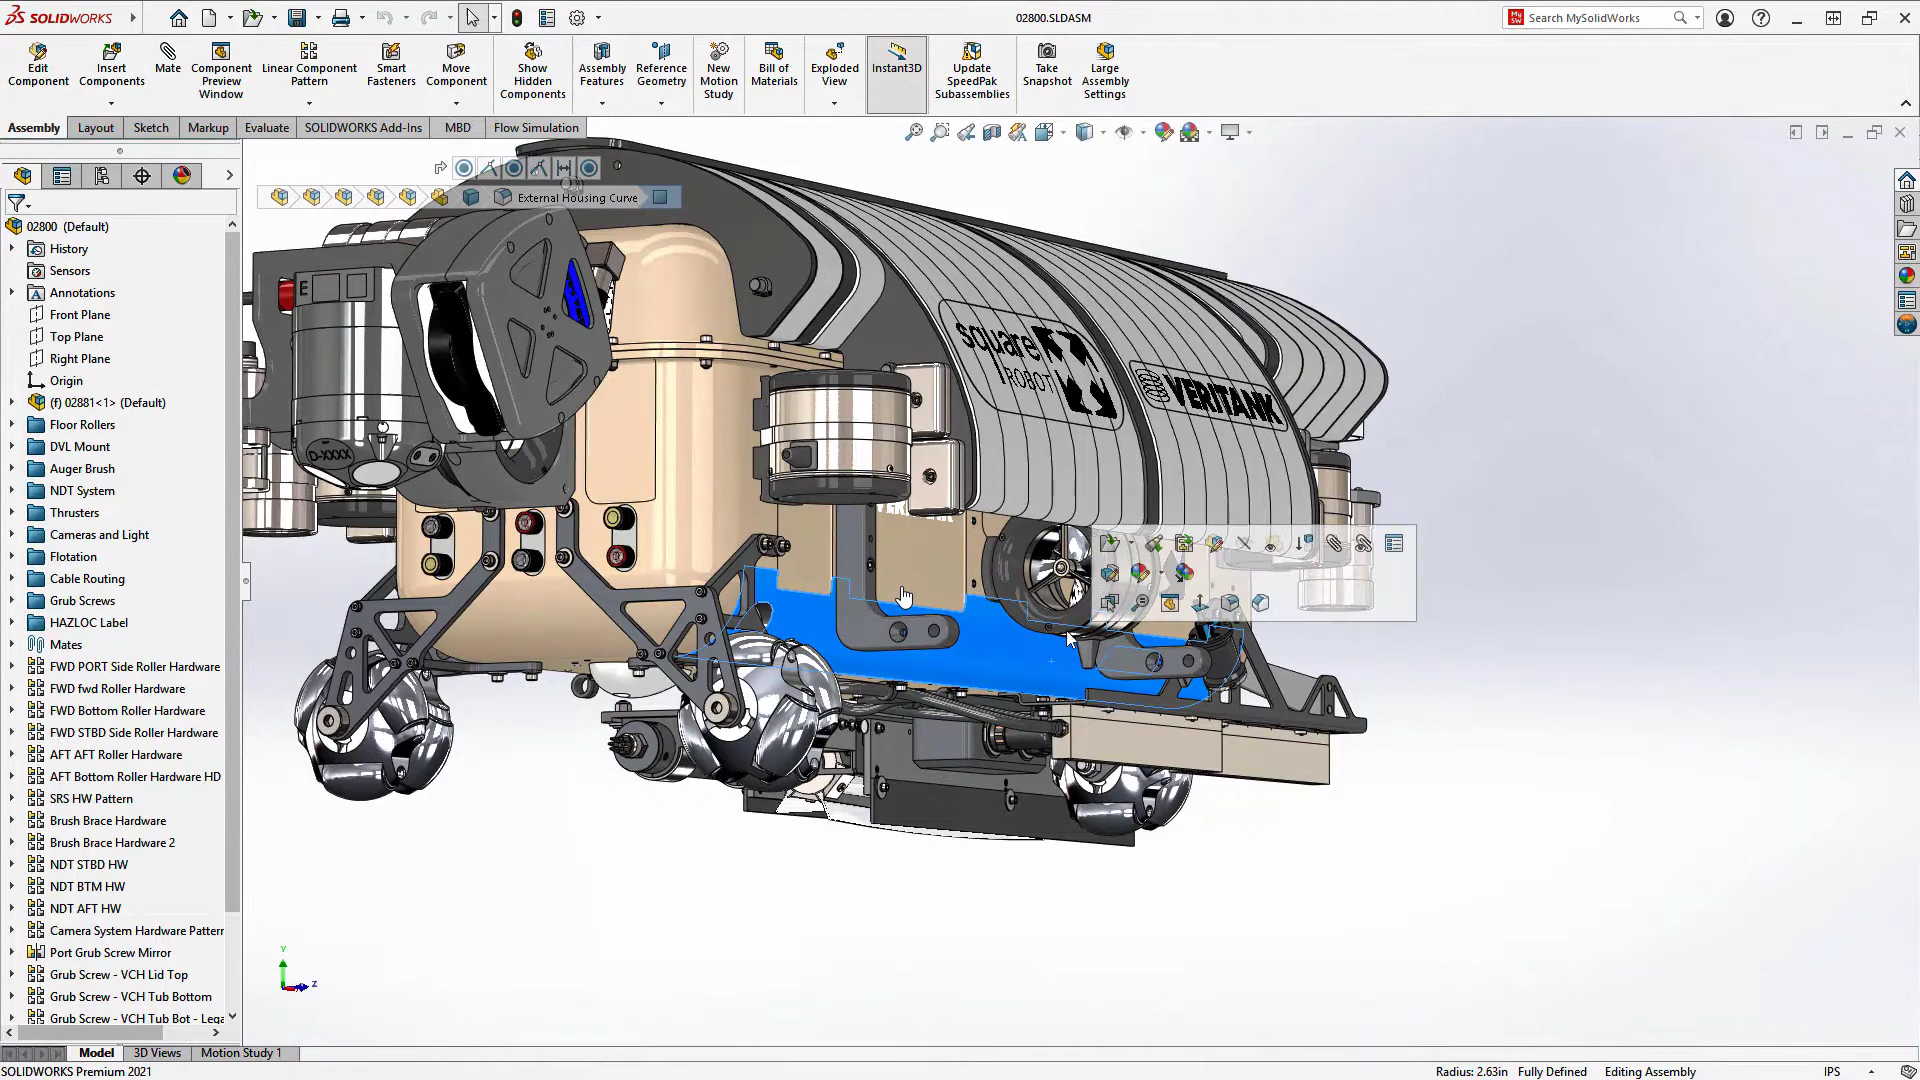 SOLIDWORKS
02800.SLDASM
Search MySolidWorks
Edit Component
Insert Components
Mate
Component Preview Window
Linear Component Pattern
Smart Fasteners
Move Component
Show Hidden Components
Assembly Features
Reference Geometry
New Motion Study
Bill of Materials
Exploded View
Instant3D
Update SpeedPak Subassemblies
Take Snapshot
Large Assembly Settings
Assembly
Layout
Sketch
Markup
Evaluate
SOLIDWORKS Add-Ins
MBD
Flow Simulation
External Housing Curve
02800 (Default)
History
Sensors
Annotations
Front Plane
Top Plane
Right Plane
Origin
(f) 02881<1> (Default)
Floor Rollers
DVL Mount
Auger Brush
NDT System
Thrusters
Cameras and Light
Flotation
Cable Routing
Grub Screws
HAZLOC Label
Mates
FWD PORT Side Roller Hardware
FWD fwd Roller Hardware
FWD Bottom Roller Hardware
FWD STBD Side Roller Hardware
AFT AFT Roller Hardware
AFT Bottom Roller Hardware HD
SRS HW Pattern
Brush Brace Hardware
Brush Brace Hardware 2
NDT STBD HW
NDT BTM HW
NDT AFT HW
Camera System Hardware Pattern
Port Grub Screw Mirror
Grub Screw - VCH Lid Top
Grub Screw - VCH Tub Bottom
Grub Screw - VCH Tub Bot - Lega
E
D-XXXX
square
ROBOT
VERITANK
Y
Z
Model
3D Views
Motion Study 1
SOLIDWORKS Premium 2021
Radius: 2.63in
Fully Defined
Editing Assembly
IPS